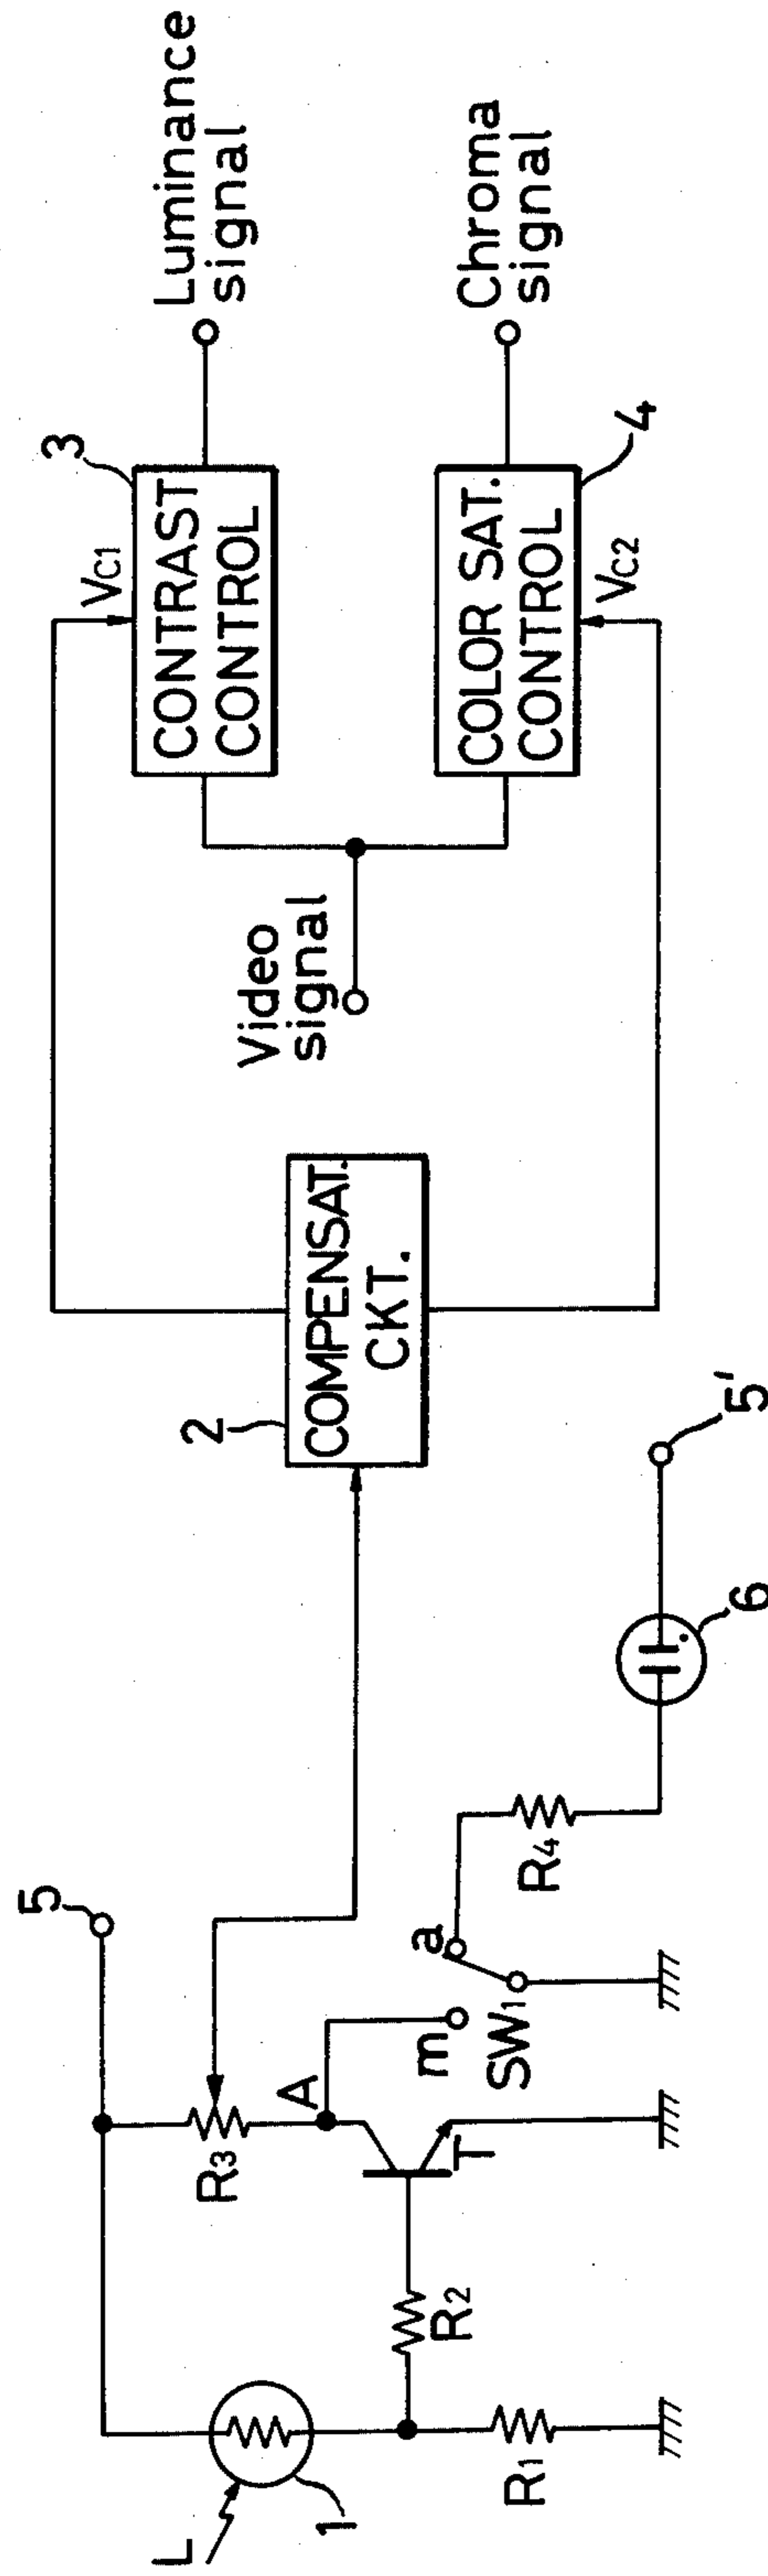 L
1
R1
R2
T
R3
A
5
m
SW1
a
R4
6
5'
2
COMPENSAT.
CKT.
Video
signal
VC1
3
CONTRAST
CONTROL
Luminance
signal
COLOR SAT.
CONTROL
4
VC2
Chroma
signal